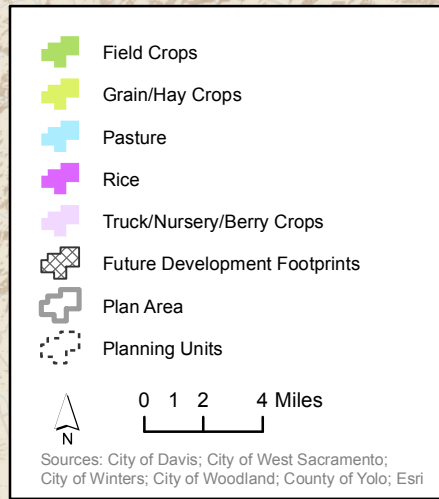 Field Crops
Grain/Hay Crops
Pasture
Rice
Truck/Nursery/Berry Crops
Future Development Footprints
Plan Area
Planning Units
N
0 1 2 4 Miles
Sources: City of Davis; City of West Sacramento;
City of Winters; City of Woodland; County of Yolo; Esri